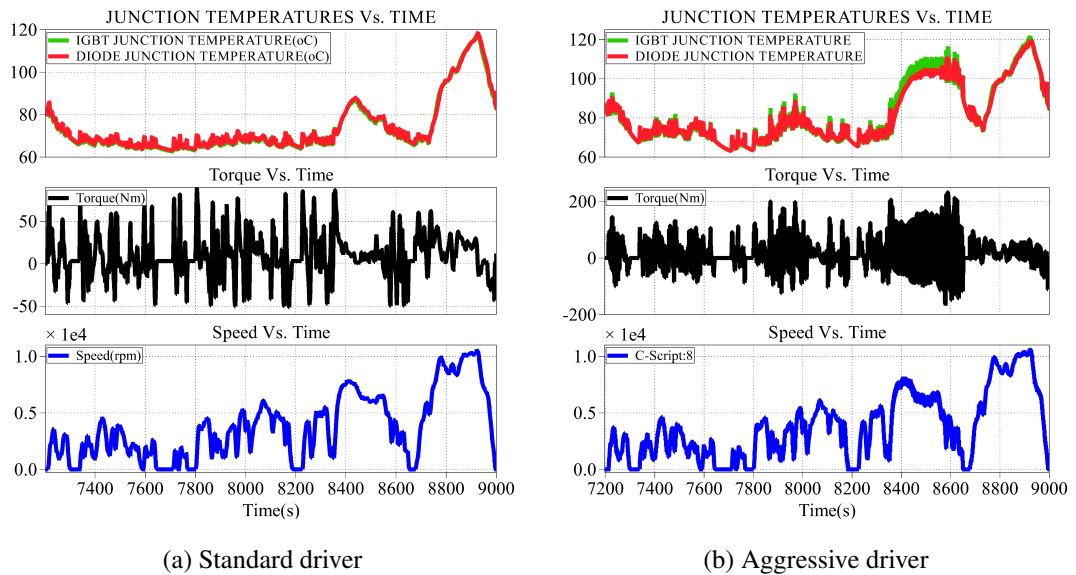 JUNCTION TEMPERATURES Vs. TIME
120
100
80
60
IGBT JUNCTION TEMPERATURE(oC)
DIODE JUNCTION TEMPERATURE(oC)
Torque Vs. Time
50
0
-50
Torque(Nm)
× 1e4
Speed Vs. Time
1.0
0.5
0.0
Speed(rpm)
7400 7600 7800 8000 8200 8400 8600 8800 9000
Time(s)
(a) Standard driver
JUNCTION TEMPERATURES Vs. TIME
120
100
80
60
IGBT JUNCTION TEMPERATURE
DIODE JUNCTION TEMPERATURE
Torque Vs. Time
200
0
-200
Torque(Nm)
× 1e4
Speed Vs. Time
1.0
0.5
0.0
C-Script:8
7200 7400 7600 7800 8000 8200 8400 8600 8800 9000
Time(s)
(b) Aggressive driver